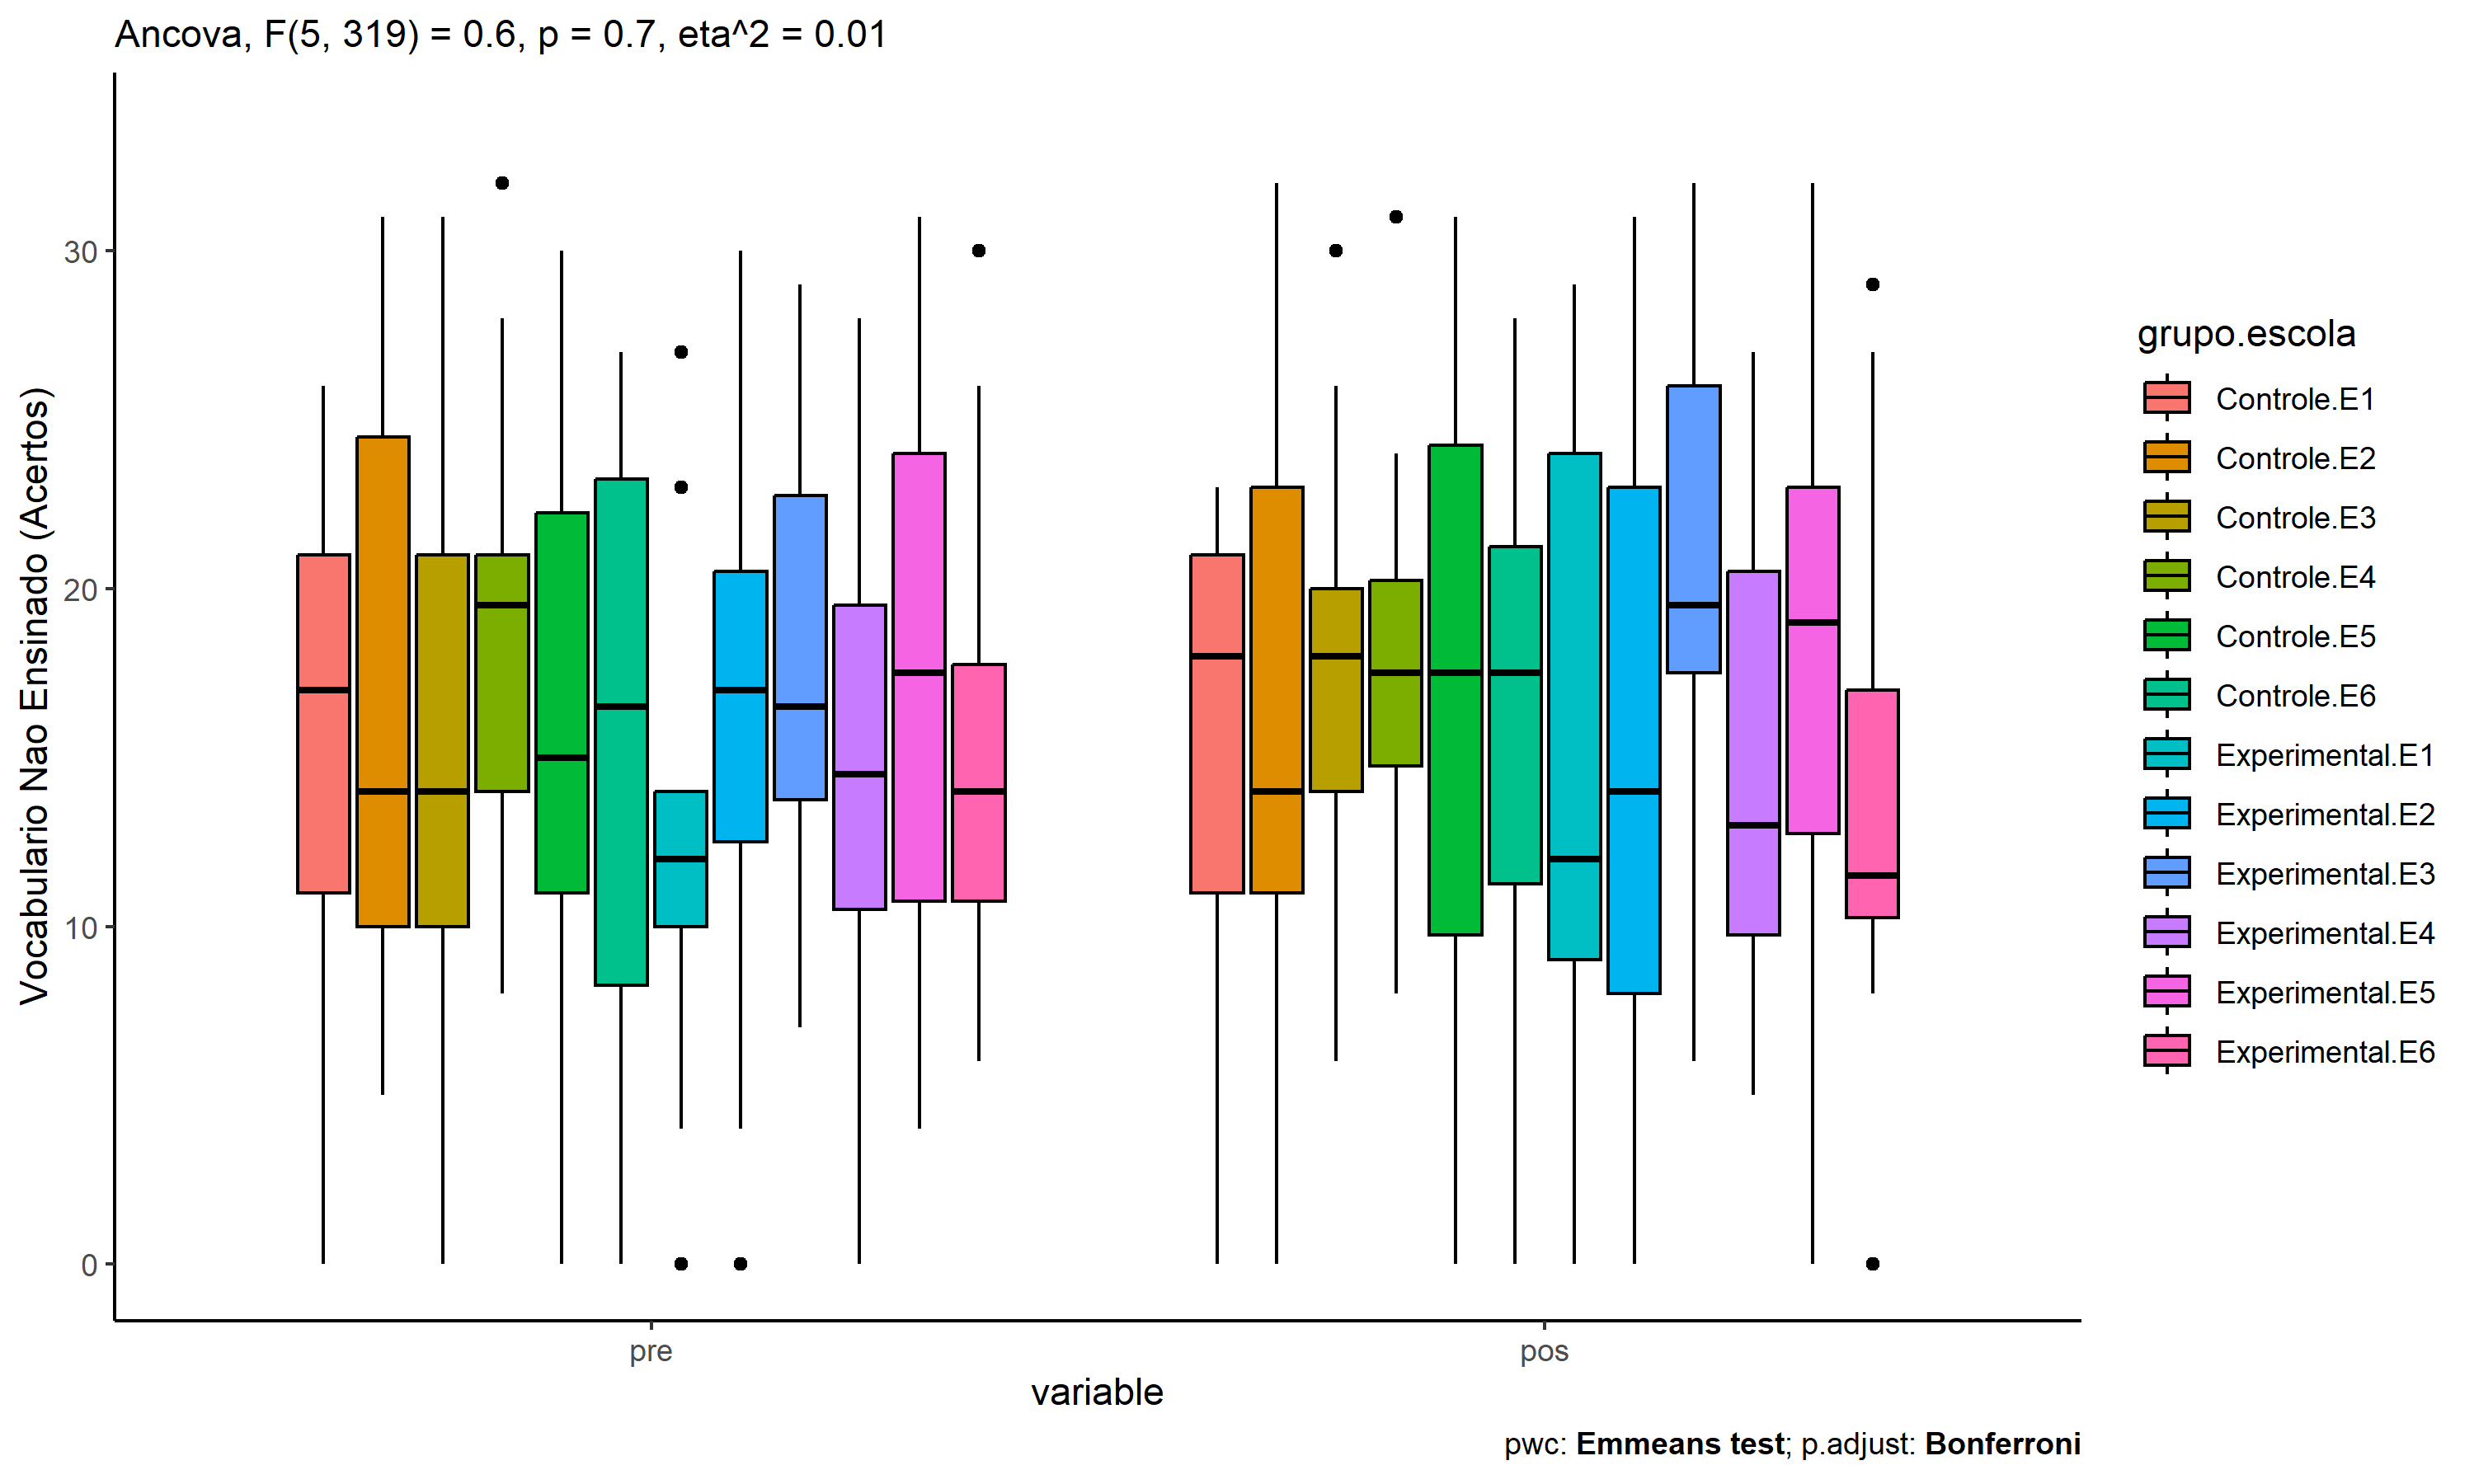 Ancova, F(5, 319) = 0.6, p = 0.7, eta^2 = 0.01
Vocabulario Nao Ensinado (Acertos)
30
20
10
0
pre
pos
variable
grupo.escola
Controle.E1
Controle.E2
Controle.E3
Controle.E4
Controle.E5
Controle.E6
Experimental.E1
Experimental.E2
Experimental.E3
Experimental.E4
Experimental.E5
Experimental.E6
pwc: Emmeans test; p.adjust: Bonferroni